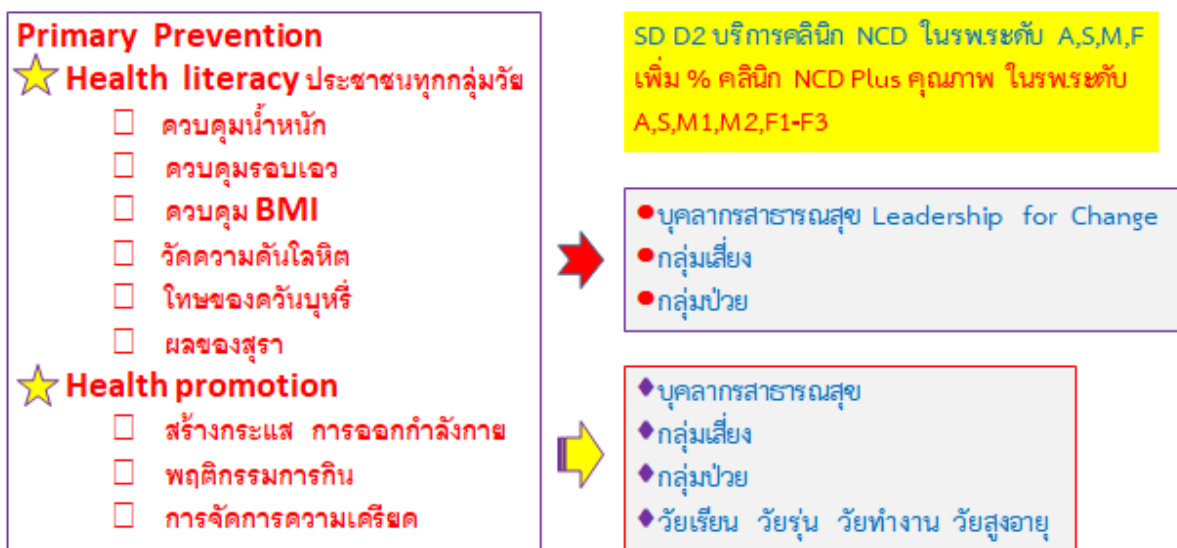 Primary Prevention
Health literacy ประชาชนทุกกลุ่มวัย
ควบคุมน้ำหนัก
ควบคุมรอบเอว
ควบคุม BMI
วัดความดันโลหิต
โทษของควันบุหรี่
ผลของสุรา
Health promotion
สร้างกระแส การออกกำลังกาย
พฤติกรรมการกิน
การจัดการความเครียด
SD D2 บริการคลินิก NCD ในรพ.ระดับ A,S,M,F
เพิ่ม % คลินิก NCD Plus คุณภาพ ในรพ.ระดับ
A,S,M1,M2,F1-F3
บุคลากรสาธารณสุข Leadership for Change
กลุ่มเสี่ยง
กลุ่มป่วย
บุคลากรสาธารณสุข
กลุ่มเสี่ยง
กลุ่มป่วย
วัยเรียน วัยรุ่น วัยทำงาน วัยสูงอายุ